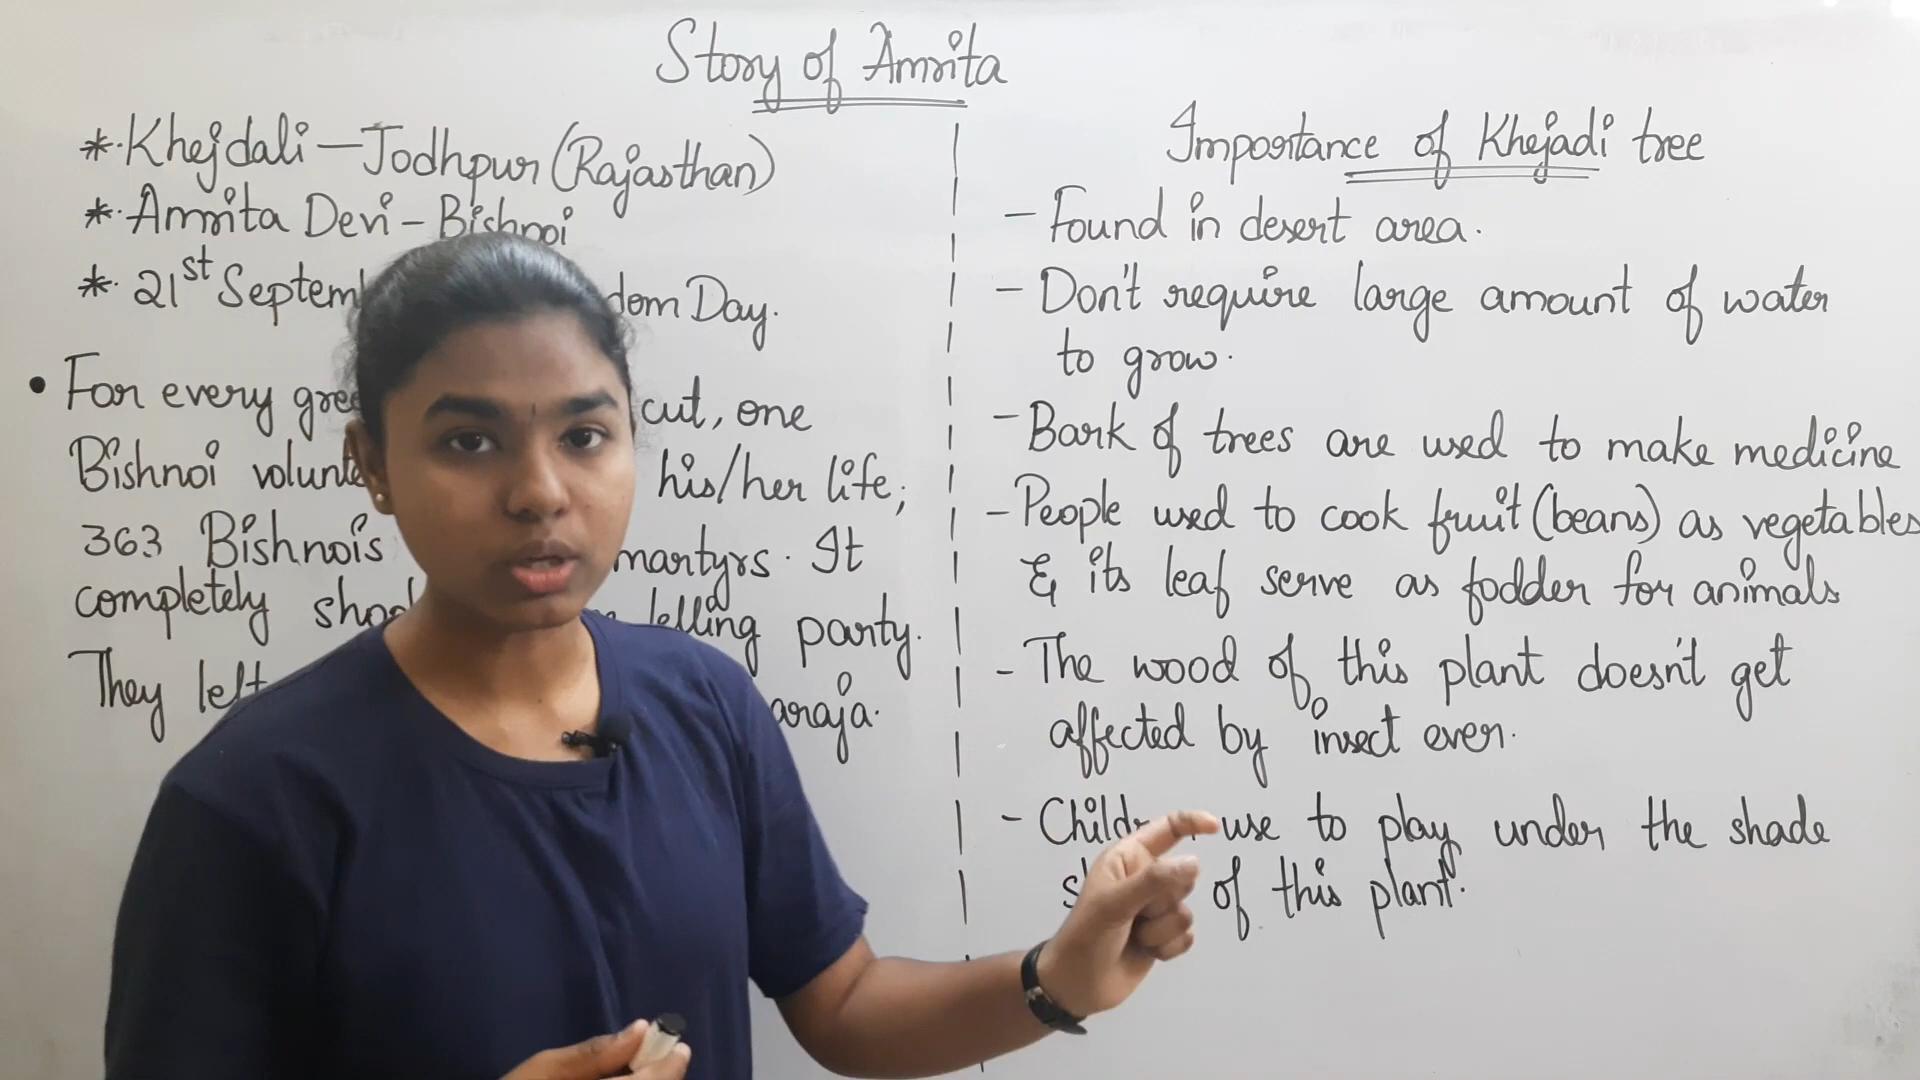 Story of Amrita
*. Khejdali - Jodhpur (Rajasthan)
*. Amrita Devi - Bishnoi
*. 21st Septem dom Day.
• For every gree cut, one
Bishnoi volunte his/her life;
363 Bishnois martyrs. It
completely felling party.
They left araja.
Importance of Khejadi tree
- Found in desert area.
- Don't require large amount of water
to grow.
- Bark of trees are used to make medicine
- People used to cook fruit (beans) as vegetables
& its leaf serve as fodder for animals
- The wood of this plant doesn't get
affected by insect ever.
- Child use to play under the shade
of this plant.